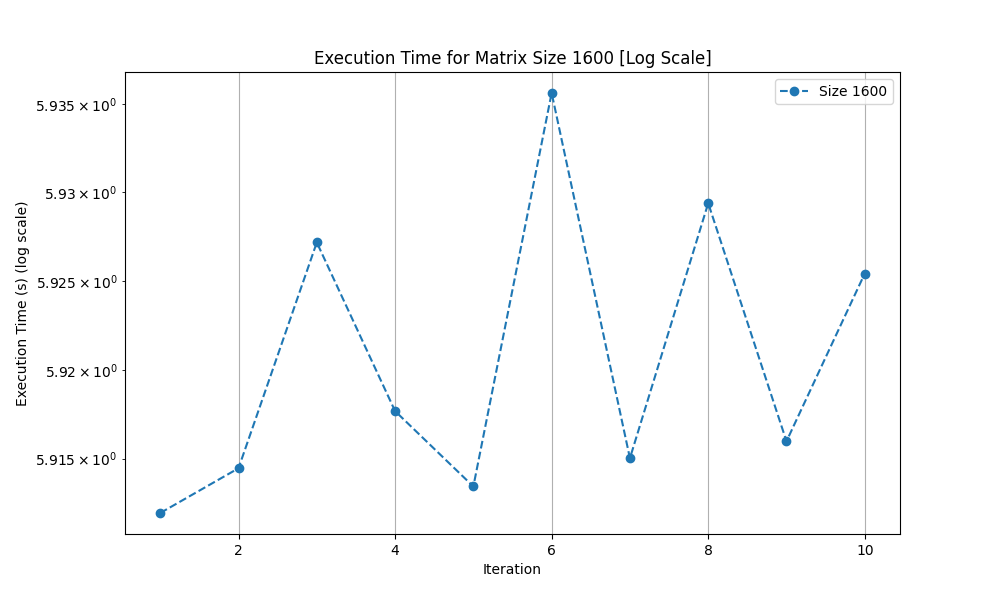 Execution Time for Matrix Size 1600 [Log Scale]
Size 1600
5.935 × 10⁰
5.93 × 10⁰
5.925 × 10⁰
5.92 × 10⁰
5.915 × 10⁰
Execution Time (s) (log scale)
2 4 6 8 10
Iteration